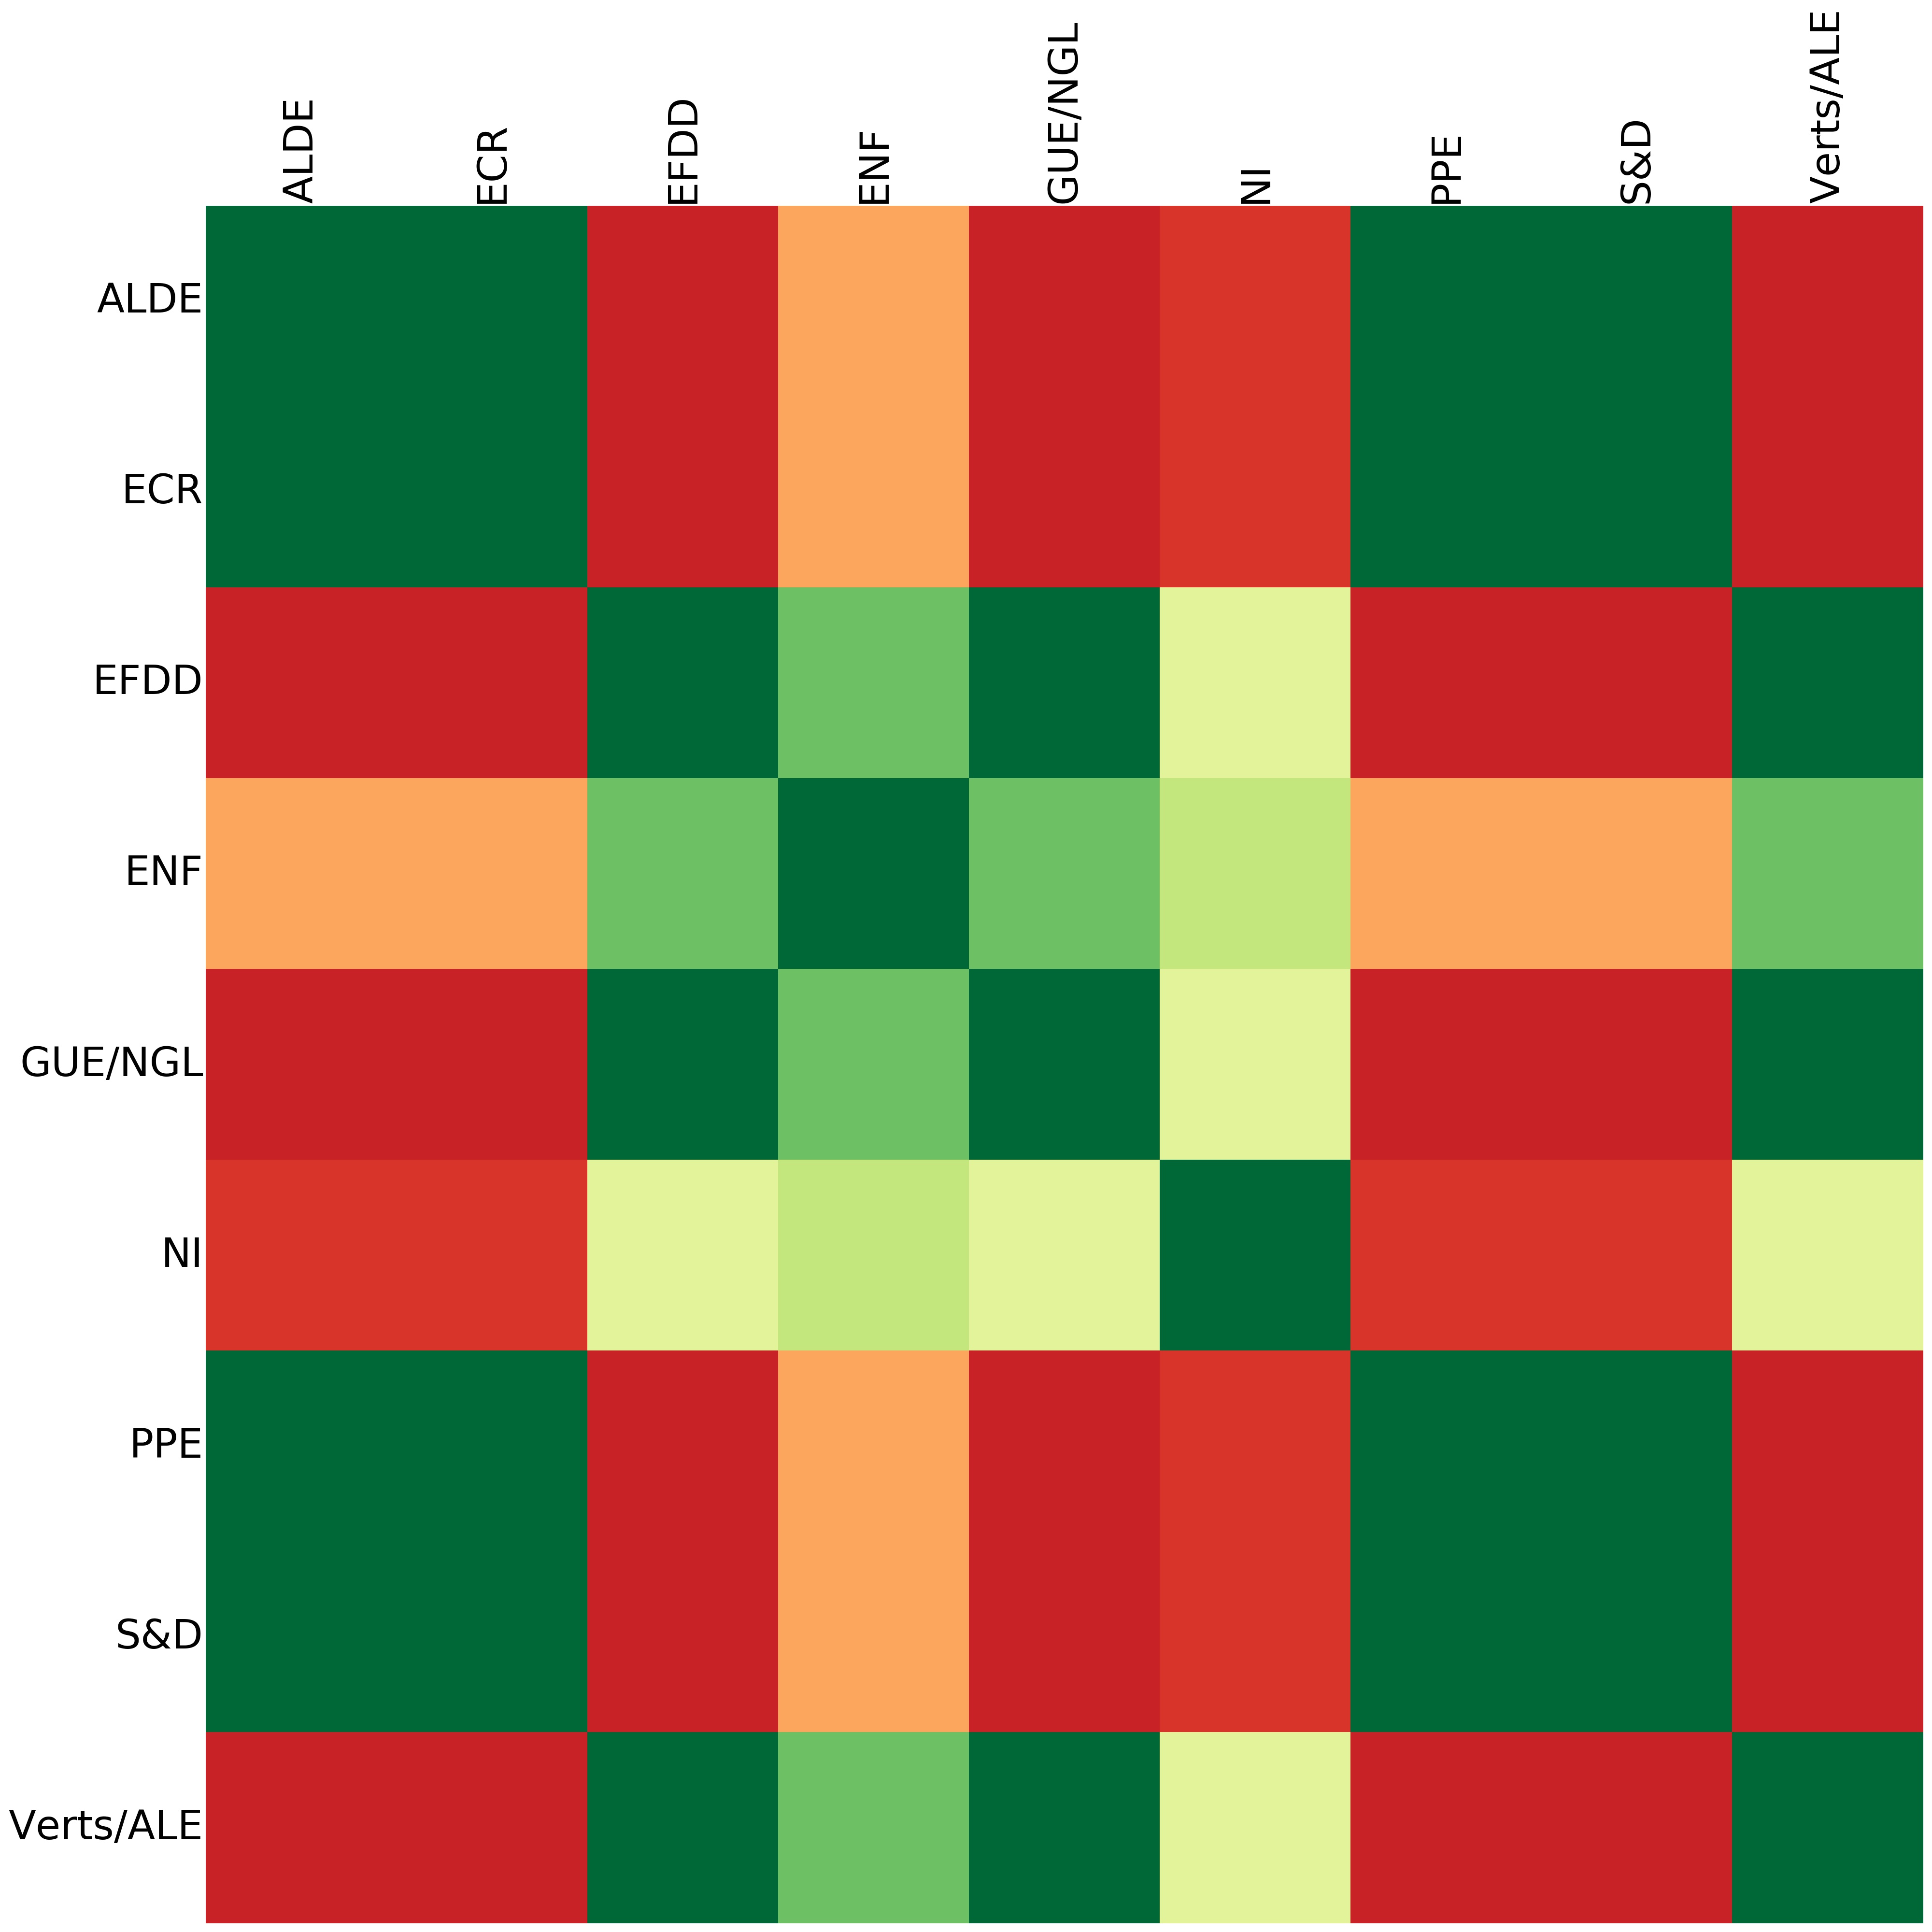 ALDE
ECR
EFDD
ENF
GUE/NGL
NI
PPE
S&D
Verts/ALE
ALDE
ECR
EFDD
ENF
GUE/NGL
NI
PPE
S&D
Verts/ALE